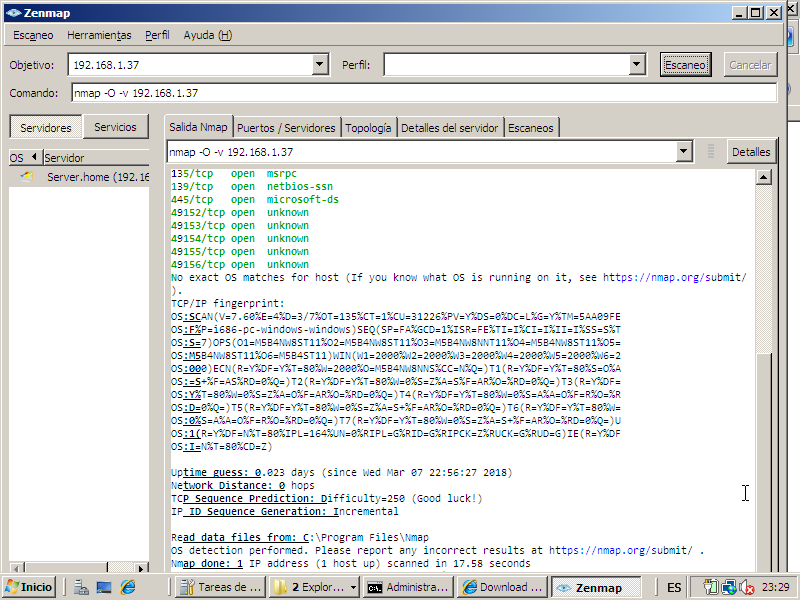 Zenmap
Escaneo Herramientas Perfil Ayuda (H)
Objetivo: 192.168.1.37 Perfil: Escaneo Cancelar
Comando: nmap -O -v 192.168.1.37
Servidores Servicios
OS Servidor
Server.home (192.16
Salida Nmap Puertos / Servidores Topología Detalles del servidor Escaneos
nmap -O -v 192.168.1.37 Detalles
135/tcp open msrpc
139/tcp open netbios-ssn
445/tcp open microsoft-ds
49152/tcp open unknown
49153/tcp open unknown
49154/tcp open unknown
49155/tcp open unknown
49156/tcp open unknown
No exact OS matches for host (If you know what OS is running on it, see https://nmap.org/submit/
).
TCP/IP fingerprint:
OS:SCAN(V=7.60%E=4%D=3/7%OT=135%CT=1%CU=31226%PV=Y%DS=0%DC=L%G=Y%TM=5AA09FE
OS:F%P=i686-pc-windows-windows)SEQ(SP=FA%GCD=1%ISR=FE%TI=I%CI=I%II=I%SS=S%T
OS:S=7)OPS(O1=M5B4NW8ST11%O2=M5B4NW8ST11%O3=M5B4NW8NNT11%O4=M5B4NW8ST11%O5=
OS:M5B4NW8ST11%O6=M5B4ST11)WIN(W1=2000%W2=2000%W3=2000%W4=2000%W5=2000%W6=2
OS:000)ECN(R=Y%DF=Y%T=80%W=2000%O=M5B4NW8NNS%CC=N%Q=)T1(R=Y%DF=Y%T=80%S=O%A
OS:=S+%F=AS%RD=0%Q=)T2(R=Y%DF=Y%T=80%W=0%S=Z%A=S%F=AR%O=%RD=0%Q=)T3(R=Y%DF=
OS:Y%T=80%W=0%S=Z%A=O%F=AR%O=%RD=0%Q=)T4(R=Y%DF=Y%T=80%W=0%S=A%A=O%F=R%O=%R
OS:D=0%Q=)T5(R=Y%DF=Y%T=80%W=0%S=Z%A=S+%F=AR%O=%RD=0%Q=)T6(R=Y%DF=Y%T=80%W=
OS:0%S=A%A=O%F=R%O=%RD=0%Q=)T7(R=Y%DF=Y%T=80%W=0%S=Z%A=S+%F=AR%O=%RD=0%Q=)U
OS:1(R=Y%DF=N%T=80%IPL=164%UN=0%RIPL=G%RID=G%RIPCK=Z%RUCK=G%RUD=G)IE(R=Y%DF
OS:I=N%T=80%CD=Z)
Uptime guess: 0.023 days (since Wed Mar 07 22:56:27 2018)
Network Distance: 0 hops
TCP Sequence Prediction: Difficulty=250 (Good luck!)
IP ID Sequence Generation: Incremental
Read data files from: C:\Program Files\Nmap
OS detection performed. Please report any incorrect results at https://nmap.org/submit/ .
Nmap done: 1 IP address (1 host up) scanned in 17.58 seconds
Inicio Tareas de ... 2 Explor... Administra... Download ... Zenmap ES 23:29